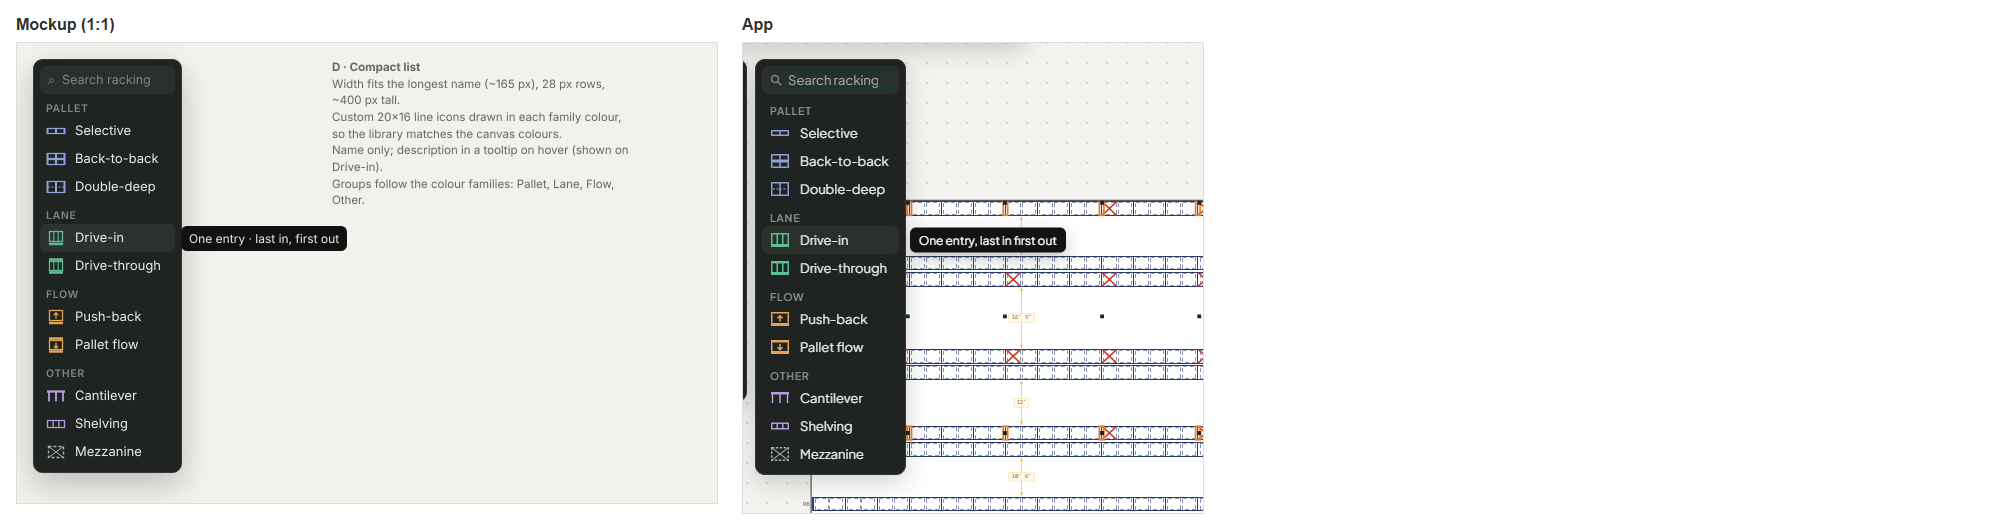 Mockup (1:1)
Search racking
PALLET
Selective
Back-to-back
Double-deep
LANE
Drive-in
Drive-through
FLOW
Push-back
Pallet flow
OTHER
Cantilever
Shelving
Mezzanine
One entry · last in, first out
D · Compact list
Width fits the longest name (~165 px), 28 px rows,
~400 px tall.
Custom 20×16 line icons drawn in each family colour,
so the library matches the canvas colours.
Name only; description in a tooltip on hover (shown on
Drive-in).
Groups follow the colour families: Pallet, Lane, Flow,
Other.
App
Search racking
PALLET
Selective
Back-to-back
Double-deep
LANE
Drive-in
Drive-through
FLOW
Push-back
Pallet flow
OTHER
Cantilever
Shelving
Mezzanine
One entry, last in first out
16' 3"
12'
10' 6"